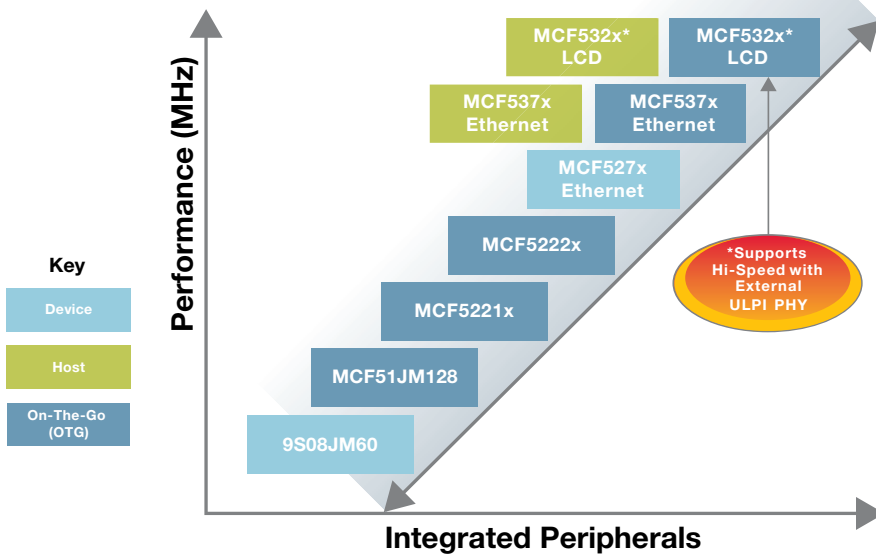 Performance (MHz)
MCF532x*
LCD
MCF532x*
LCD
MCF537x
Ethernet
MCF537x
Ethernet
MCF527x
Ethernet
MCF5222x
MCF5221x
MCF51JM128
9S08JM60
*Supports
Hi-Speed with
External
ULPI PHY
Key
Device
Host
On-The-Go
(OTG)
Integrated Peripherals